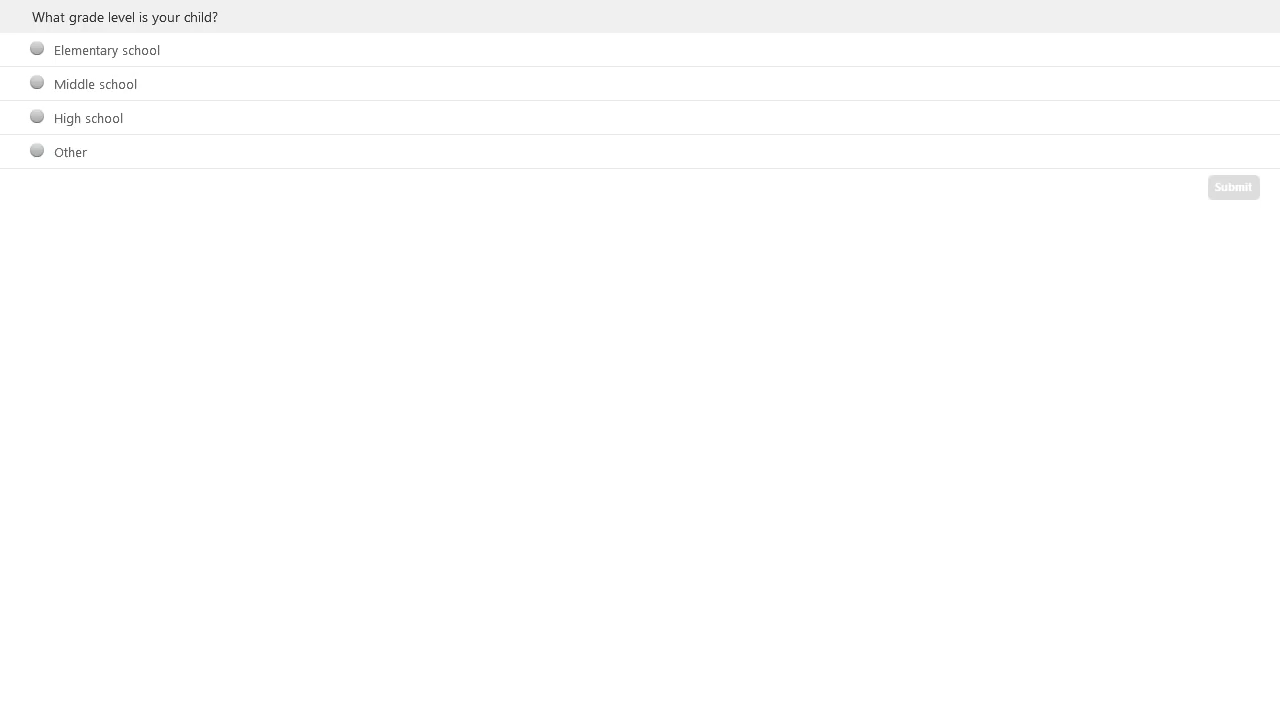 What grade level is your child?
Elementary school
Middle school
High school
Other
Submit